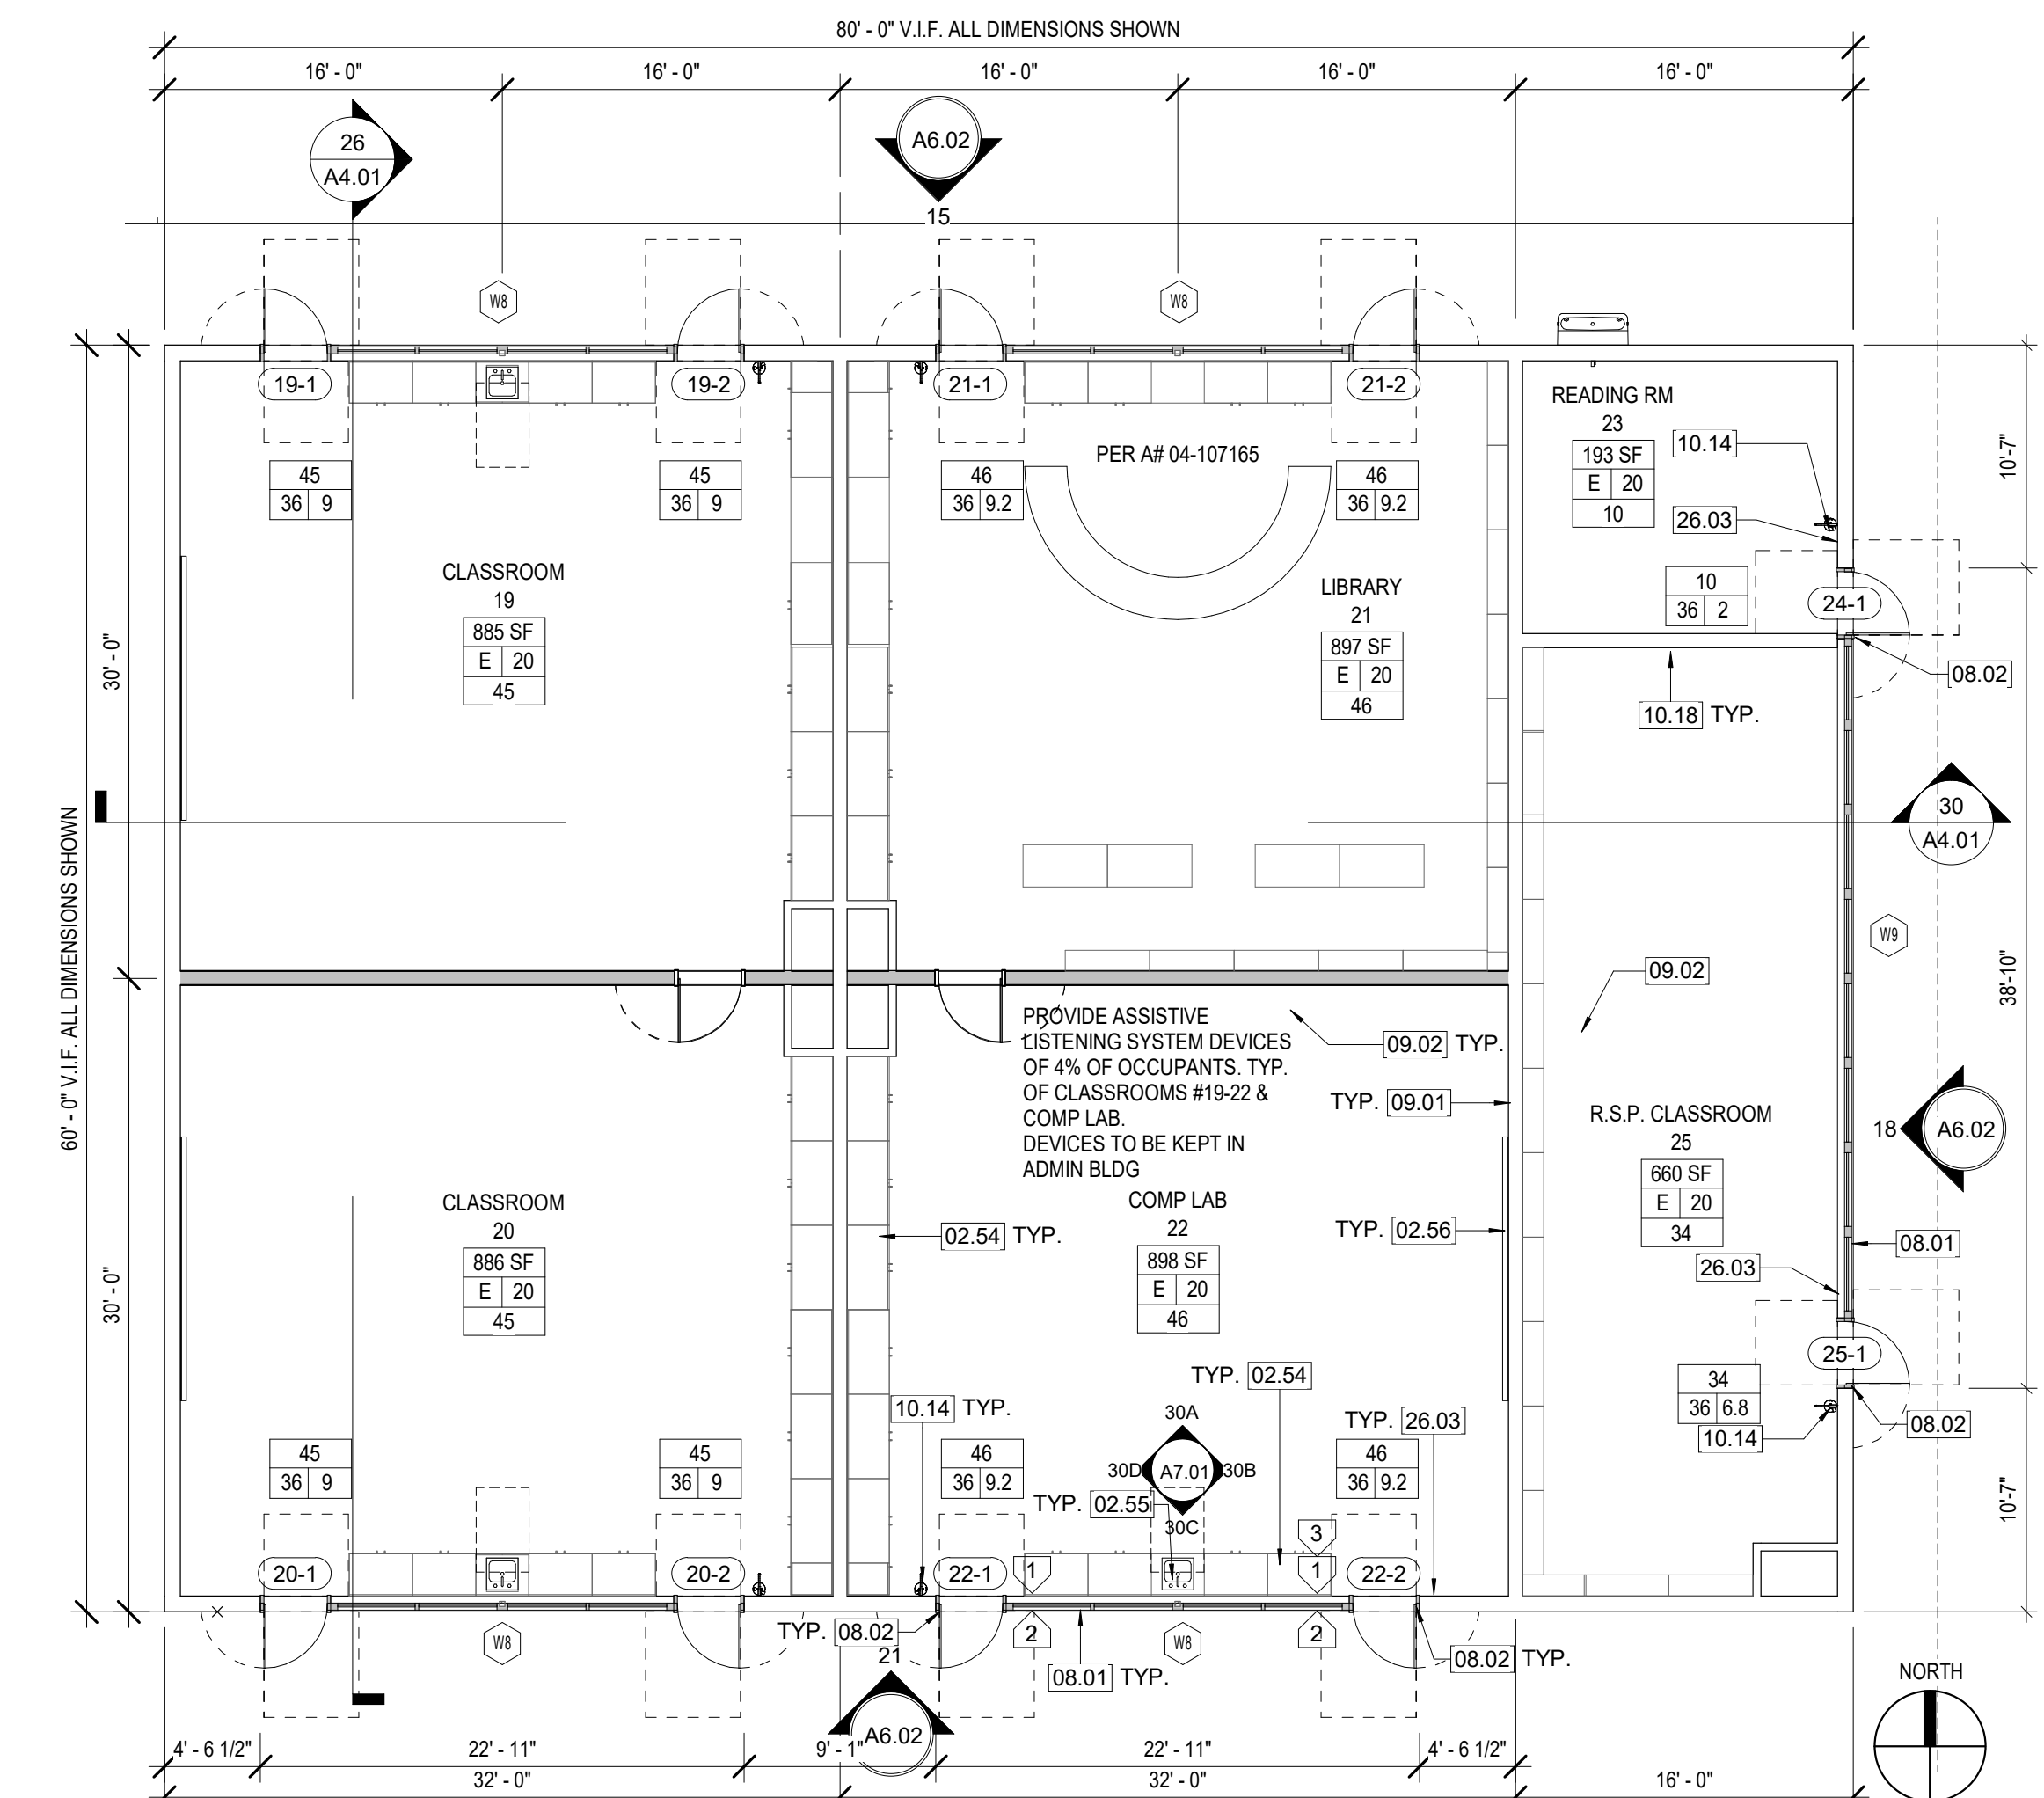 80' - 0" V.I.F. ALL DIMENSIONS SHOWN
16' - 0"
16' - 0"
16' - 0"
16' - 0"
16' - 0"
26
A4.01
A6.02
15
W8
W8
19-1
19-2
21-1
21-2
READING RM
23
193 SF
E 20
10
10.14
10'-7"
PER A# 04-107165
45
36 9
45
36 9
46
36 9.2
46
36 9.2
26.03
CLASSROOM
19
885 SF
E 20
45
LIBRARY
21
897 SF
E 20
46
10
36 2
24-1
08.02
30' - 0"
10.18 TYP.
60' - 0" V.I.F. ALL DIMENSIONS SHOWN
30
A4.01
W9
09.02
38'-10"
PROVIDE ASSISTIVE
LISTENING SYSTEM DEVICES
OF 4% OF OCCUPANTS. TYP.
OF CLASSROOMS #19-22 &
COMP LAB.
DEVICES TO BE KEPT IN
ADMIN BLDG
09.02 TYP.
TYP. 09.01
R.S.P. CLASSROOM
25
660 SF
E 20
34
18
A6.02
CLASSROOM
20
886 SF
E 20
45
COMP LAB
22
898 SF
E 20
46
02.54 TYP.
TYP. 02.56
08.01
26.03
30' - 0"
25-1
TYP. 02.54
34
36 6.8
10.14 TYP.
30A
30D
A7.01
30B
30C
TYP. 26.03
08.02
10.14
45
36 9
45
36 9
46
36 9.2
46
36 9.2
TYP. 02.55
3
1
1
10'-7"
20-1
20-2
22-1
22-2
W8
TYP. 08.02
2
W8
2
21
08.01 TYP.
08.02 TYP.
NORTH
A6.02
4' - 6 1/2"
22' - 11"
9' - 1"
22' - 11"
4' - 6 1/2"
32' - 0"
32' - 0"
16' - 0"